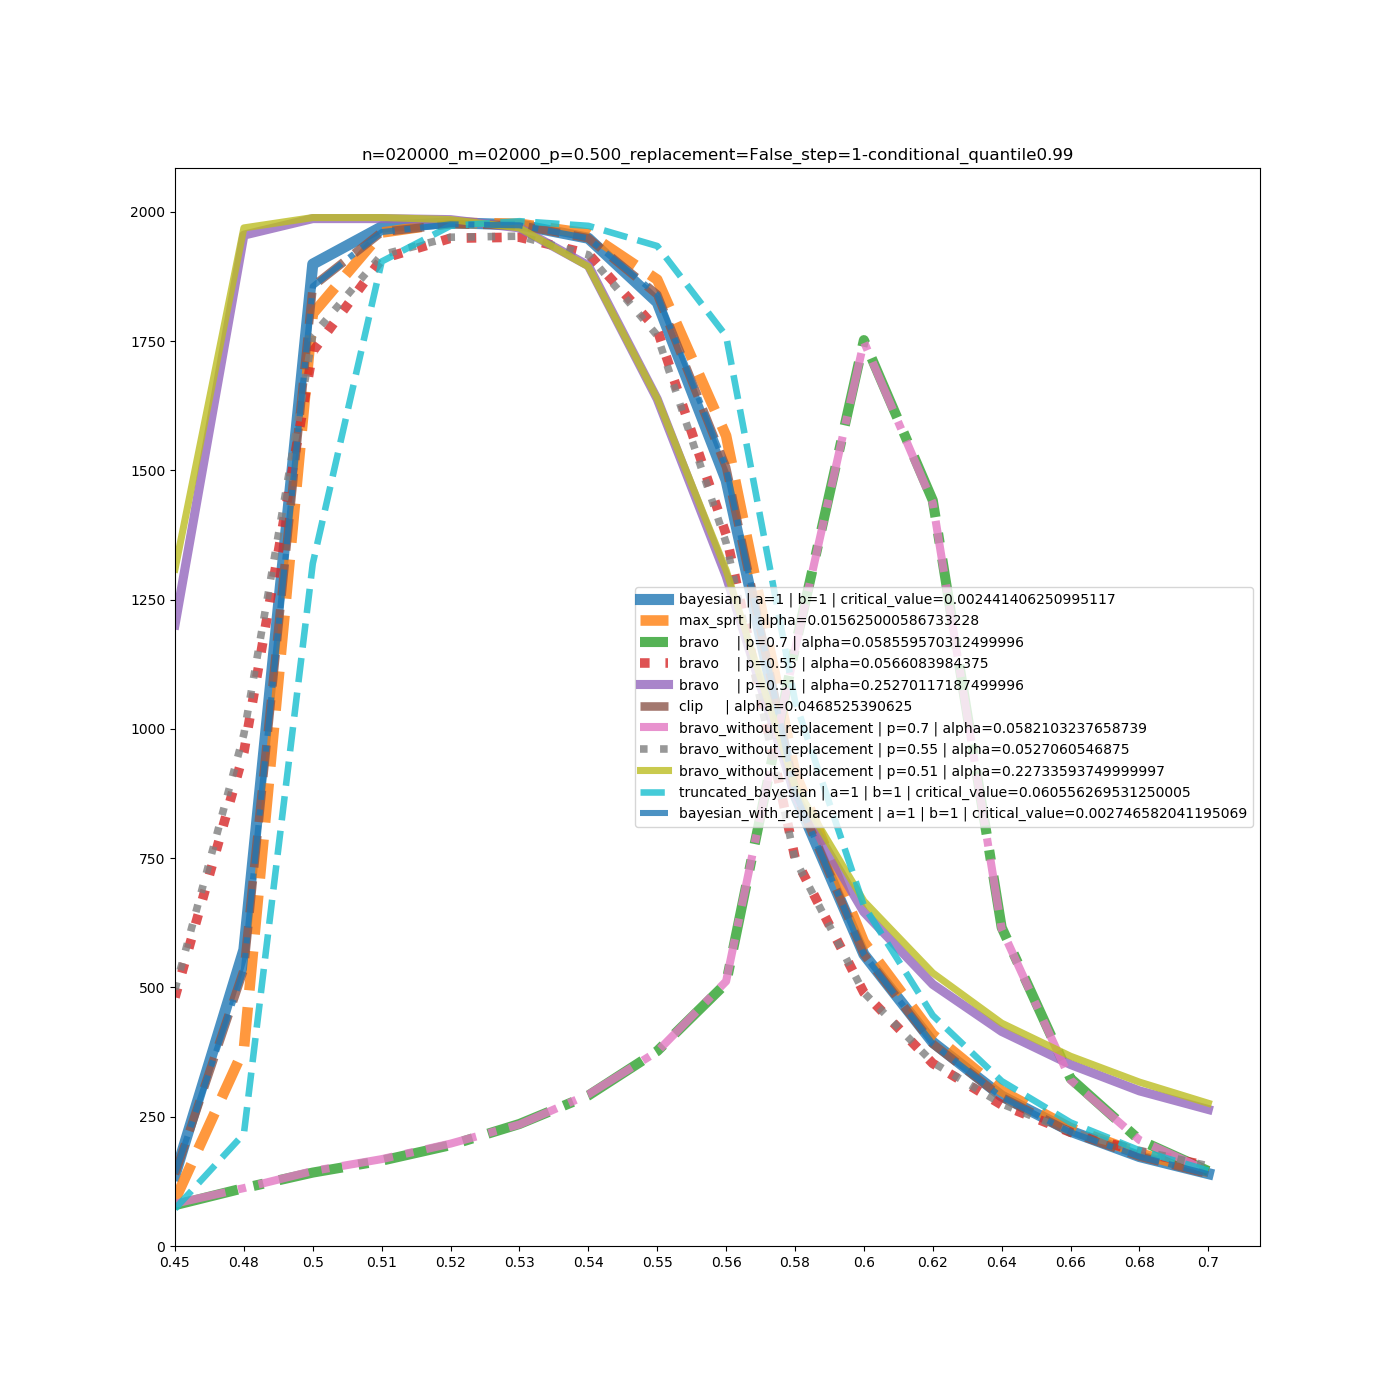 n=020000_m=02000_p=0.500_replacement=False_step=1-conditional_quantile0.99
2000
1750
1500
1250
1000
750
500
250
0
bayesian | a=1 | b=1 | critical_value=0.002441406250995117
max_sprt | alpha=0.015625000586733228
bravo | p=0.7 | alpha=0.058559570312499996
bravo | p=0.55 | alpha=0.0566083984375
bravo | p=0.51 | alpha=0.25270117187499996
clip | alpha=0.0468525390625
bravo_without_replacement | p=0.7 | alpha=0.0582103237658739
bravo_without_replacement | p=0.55 | alpha=0.0527060546875
bravo_without_replacement | p=0.51 | alpha=0.22733593749999997
truncated_bayesian | a=1 | b=1 | critical_value=0.060556269531250005
bayesian_with_replacement | a=1 | b=1 | critical_value=0.002746582041195069
0.45 0.48 0.5 0.51 0.52 0.53 0.54 0.55 0.56 0.58 0.6 0.62 0.64 0.66 0.68 0.7